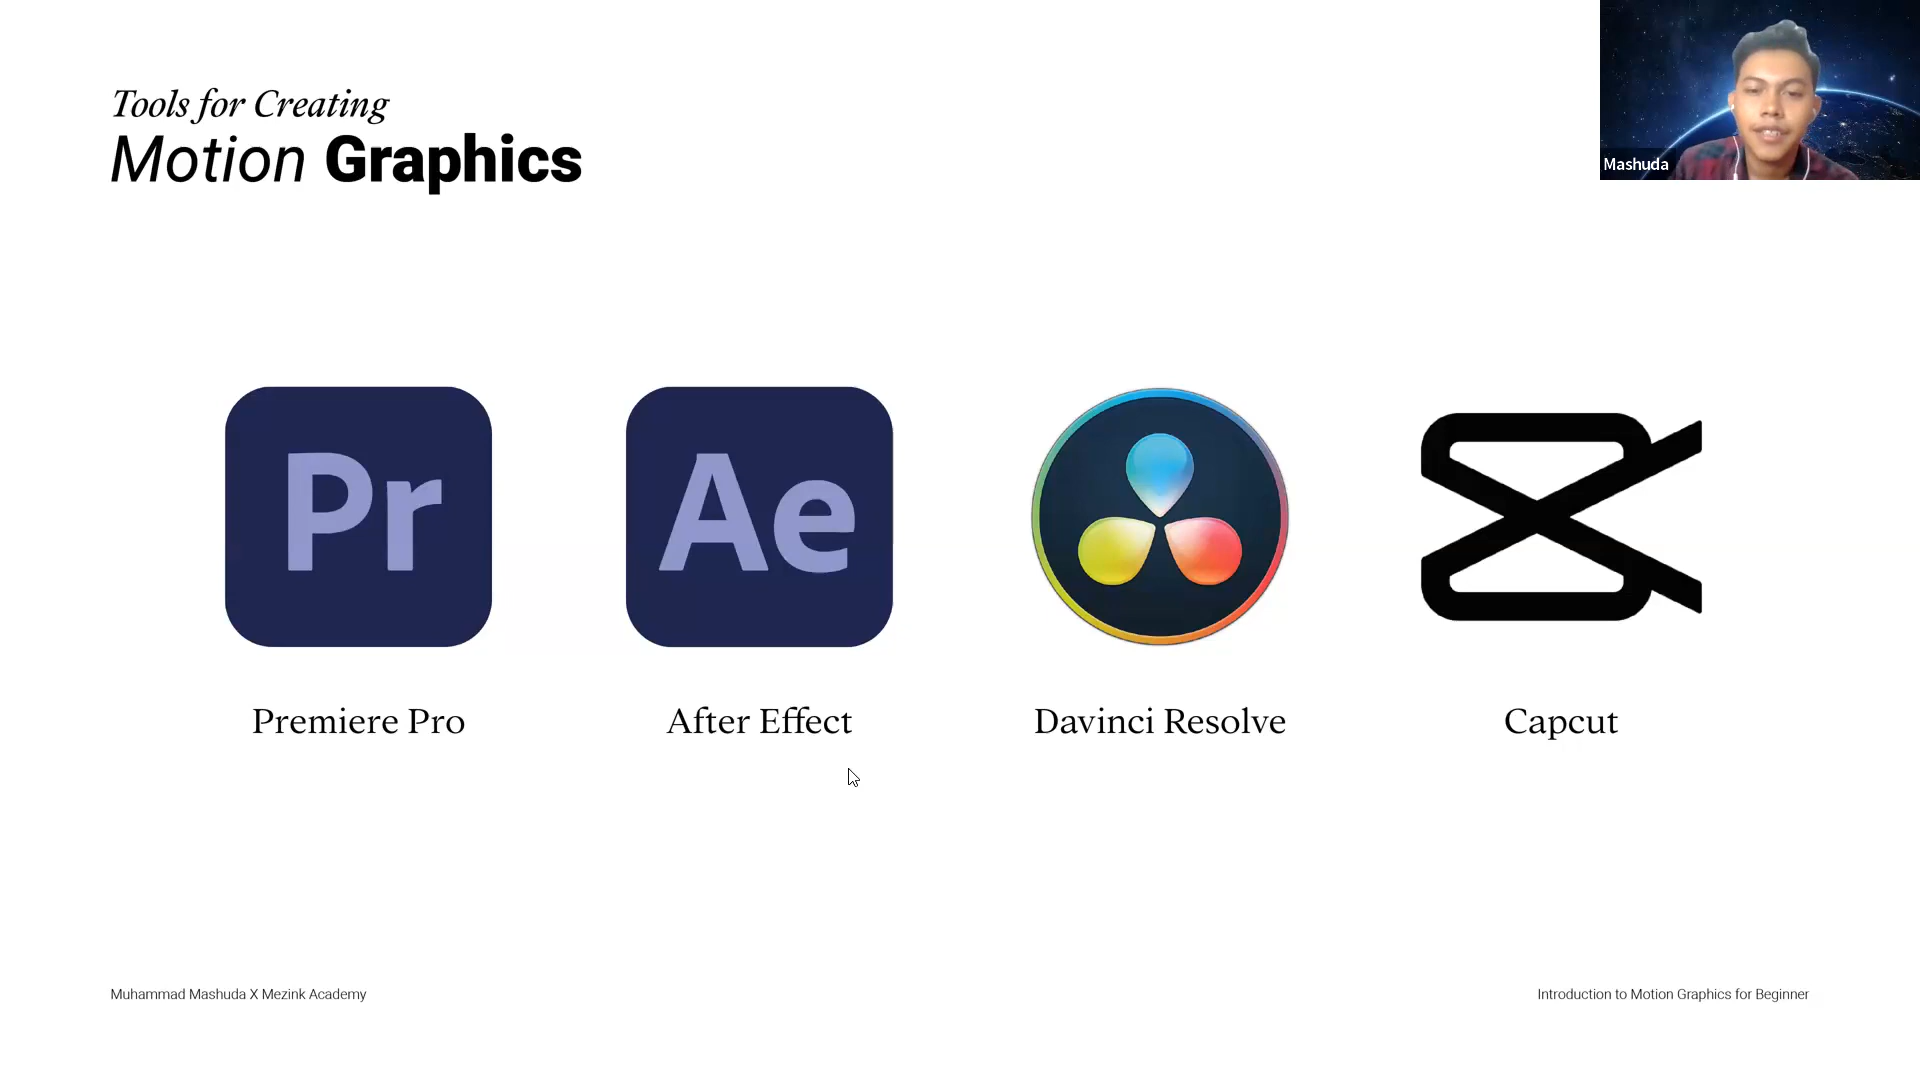 Tools for Creating
Motion Graphics
Mashuda
Pr
Ae
Premiere Pro
After Effect
Davinci Resolve
Capcut
Muhammad Mashuda X Mezink Academy
Introduction to Motion Graphics for Beginner